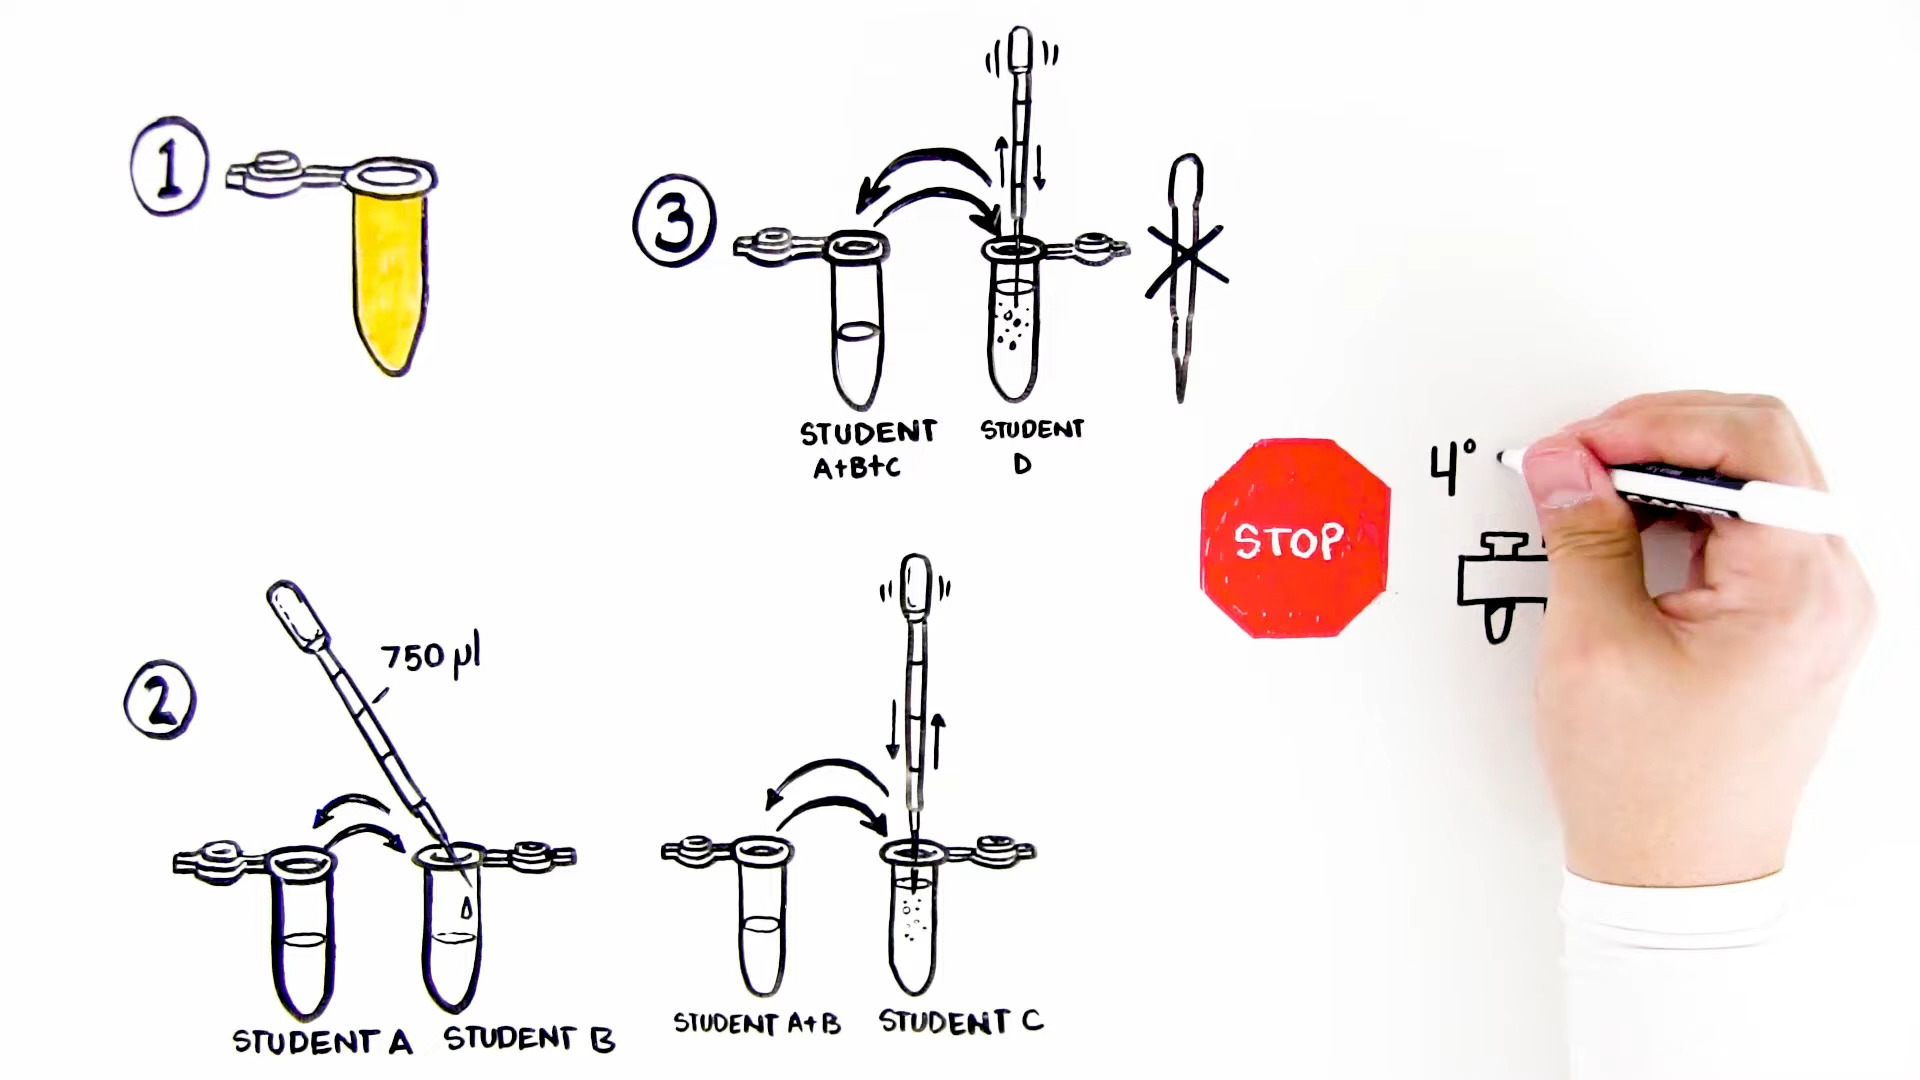 1
3
STUDENT
A+B+C
STUDENT
D
STOP
4°
2
750 µl
STUDENT A
STUDENT B
STUDENT A+B
STUDENT C